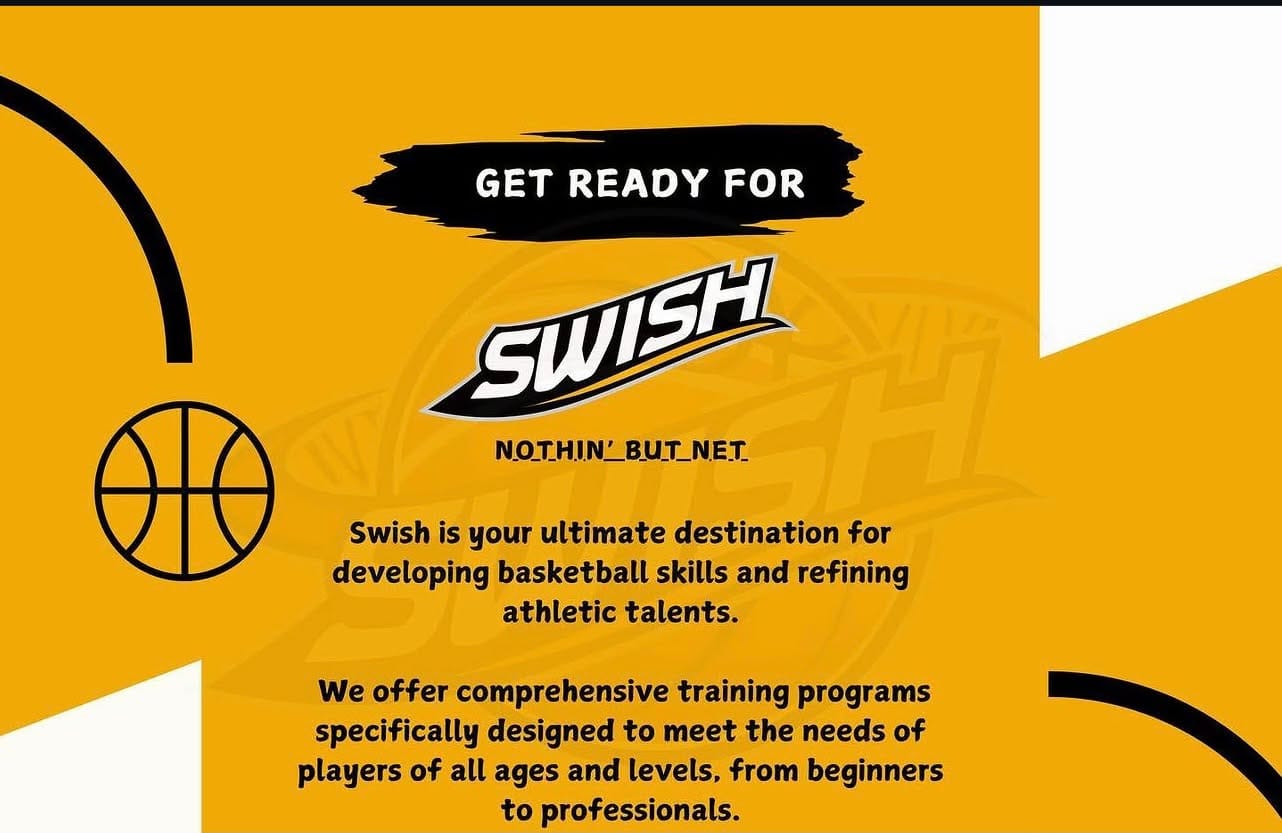 GET READY FOR
SWISH
NOTHIN' BUT NET
Swish is your ultimate destination for
developing basketball skills and refining
athletic talents.
We offer comprehensive training programs
specifically designed to meet the needs of
players of all ages and levels, from beginners
to professionals.
SWISH